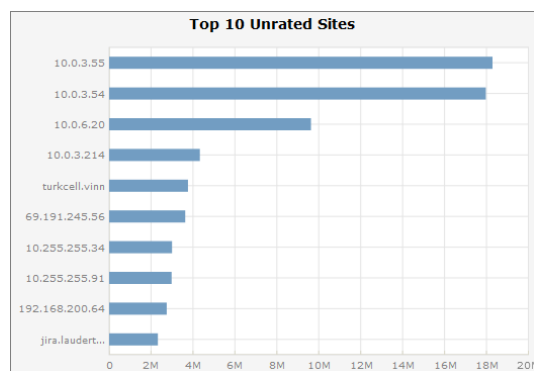 Top 10 Unrated Sites
10.0.3.55
10.0.3.54
10.0.6.20
10.0.3.214
turkcell.vinn
69.191.245.56
10.255.255.34
10.255.255.91
192.168.200.64
jira.laudert...
0 2M 4M 6M 8M 10M 12M 14M 16M 18M 20M